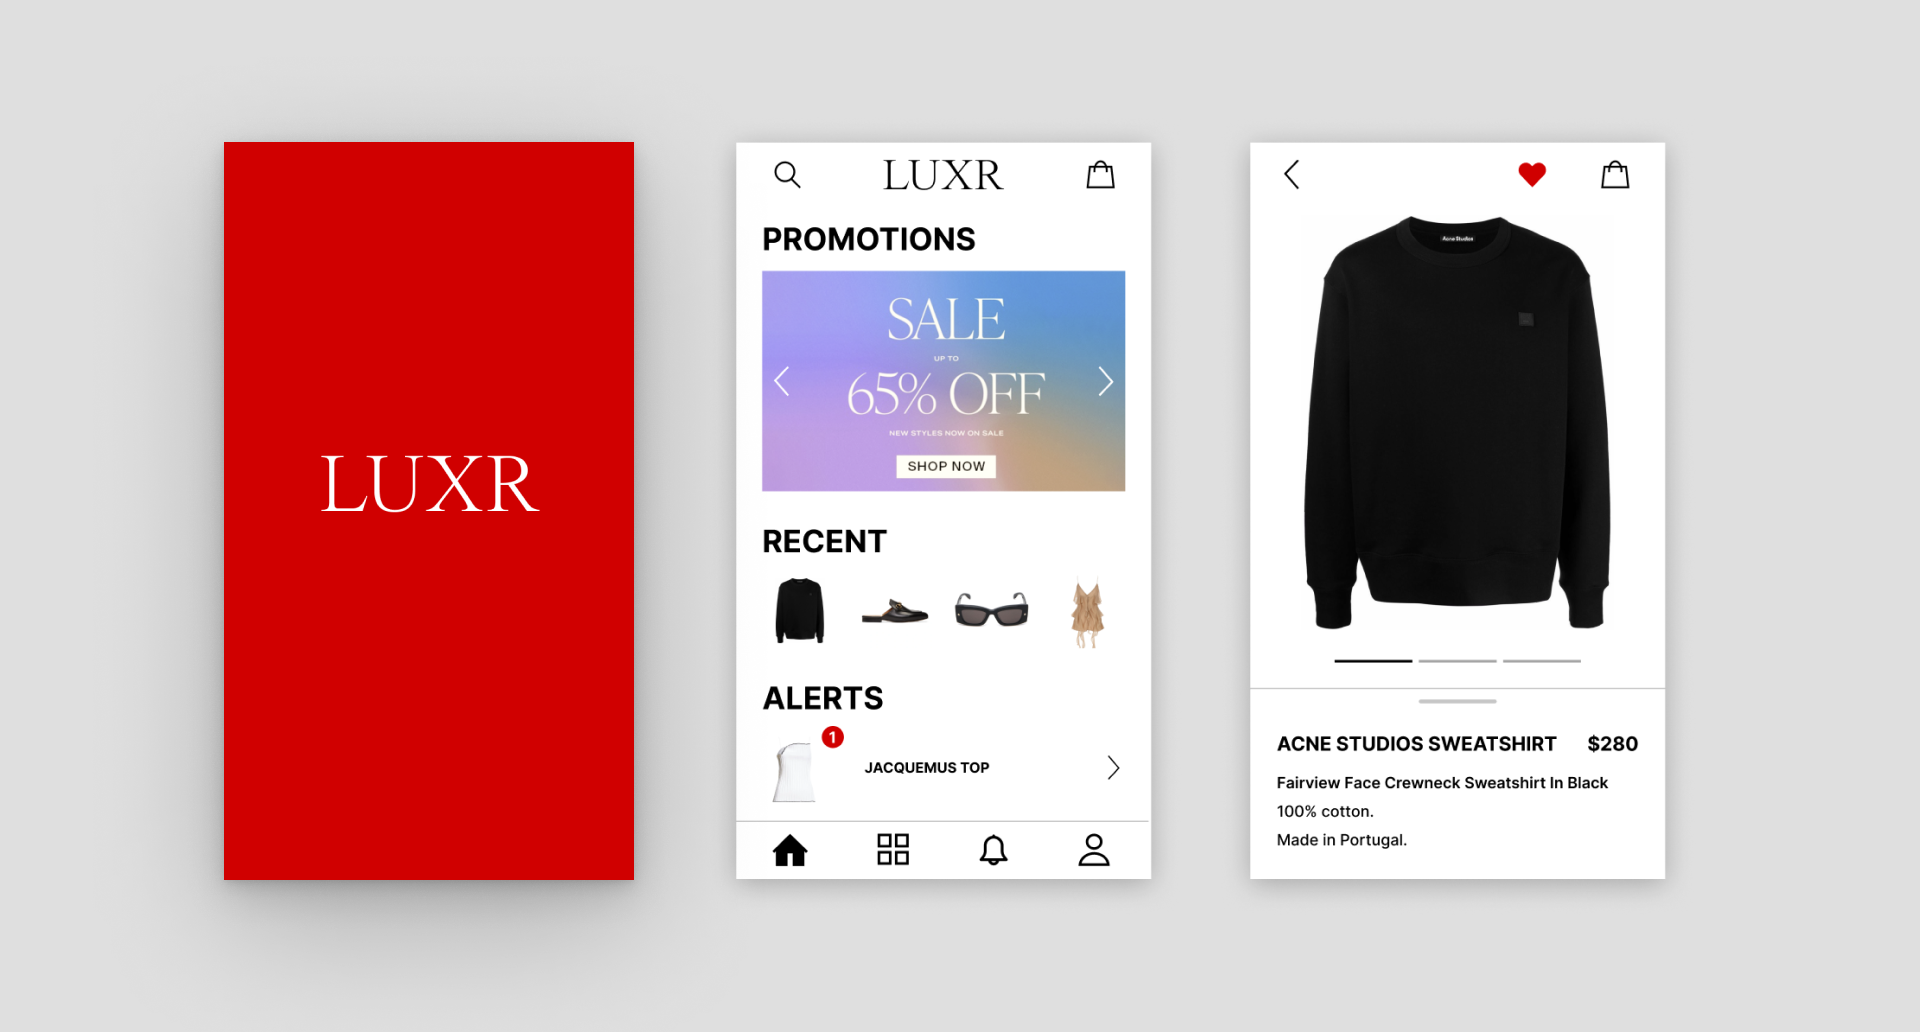 LUXR
LUXR
PROMOTIONS
SALE
UP TO
65% OFF
NEW STYLES NOW ON SALE
SHOP NOW
RECENT
ALERTS
1
JACQUEMUS TOP
Acne Studios
ACNE STUDIOS SWEATSHIRT $280
Fairview Face Crewneck Sweatshirt In Black
100% cotton.
Made in Portugal.